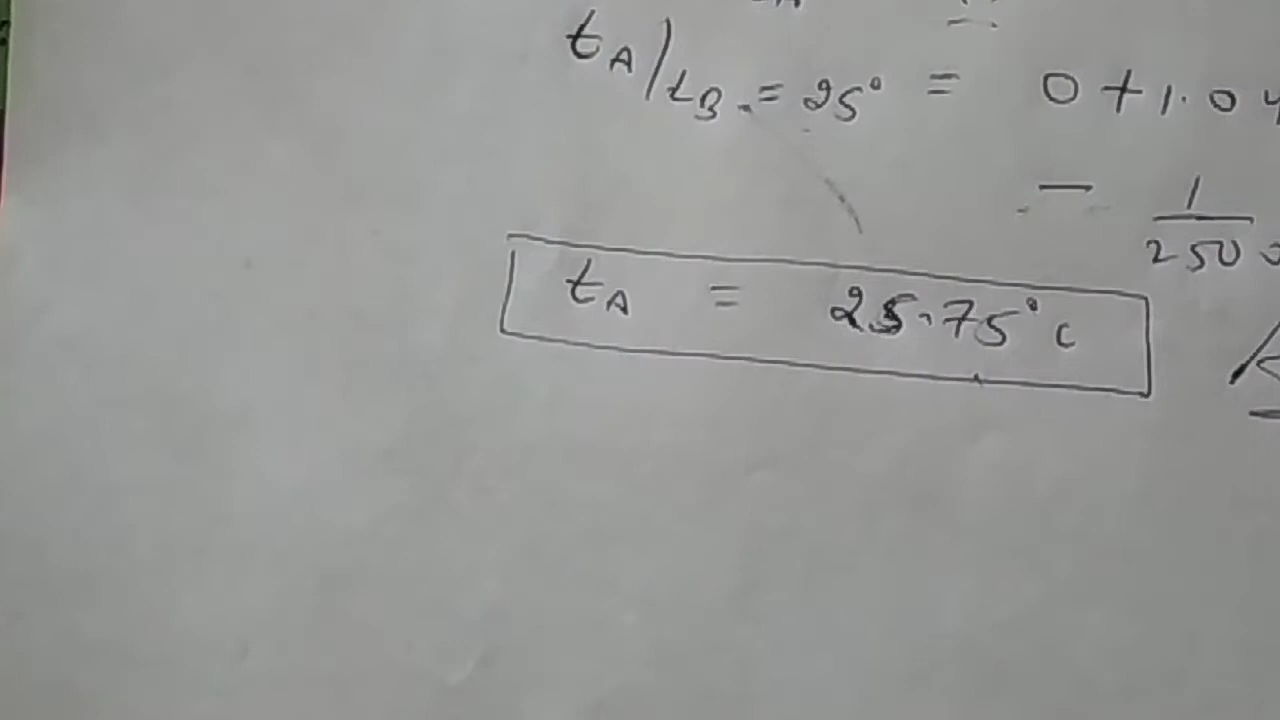 tA/tB = 25° = 0 + 1.04
- 1/250
tA = 25.75°c